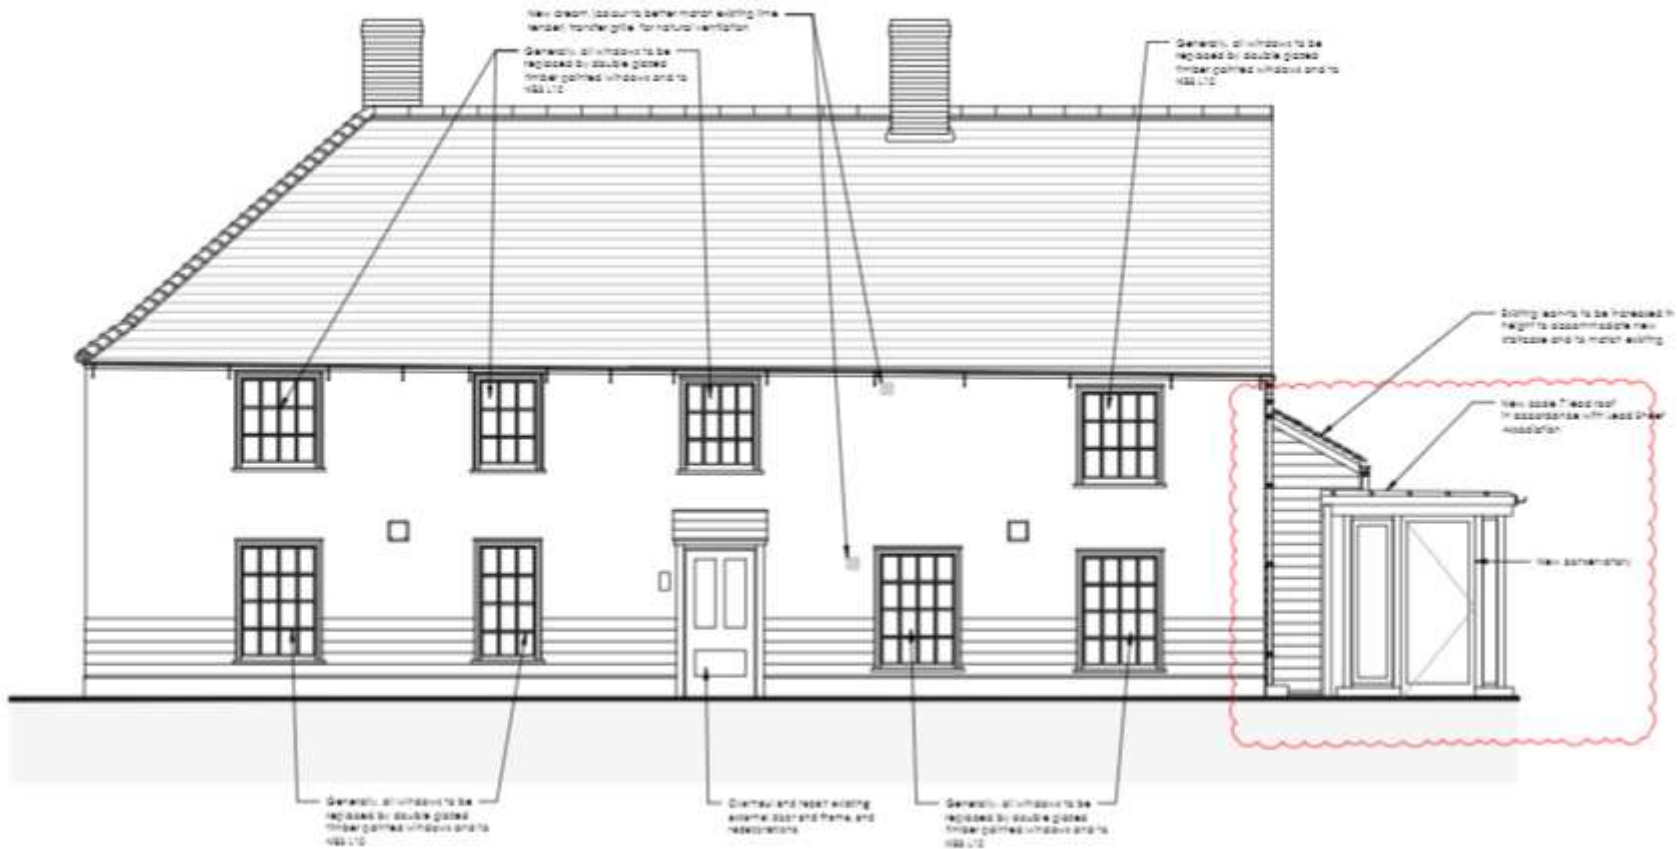 New cream (colour to better match existing lime
render) transfer grille for natural ventilation
Generally, all windows to be
replaced by double glazed
timber painted windows and to
NBS L10
Generally, all windows to be
replaced by double glazed
timber painted windows and to
NBS L10
Existing lean-to to be increased in
height to accommodate new
staircase and to match existing
New code 7 lead roof
in accordance with Lead Sheet
Association
New conservatory
Generally, all windows to be
replaced by double glazed
timber painted windows and to
NBS L10
Overhaul and repair existing
external door and frame, and
redecorations
Generally, all windows to be
replaced by double glazed
timber painted windows and to
NBS L10